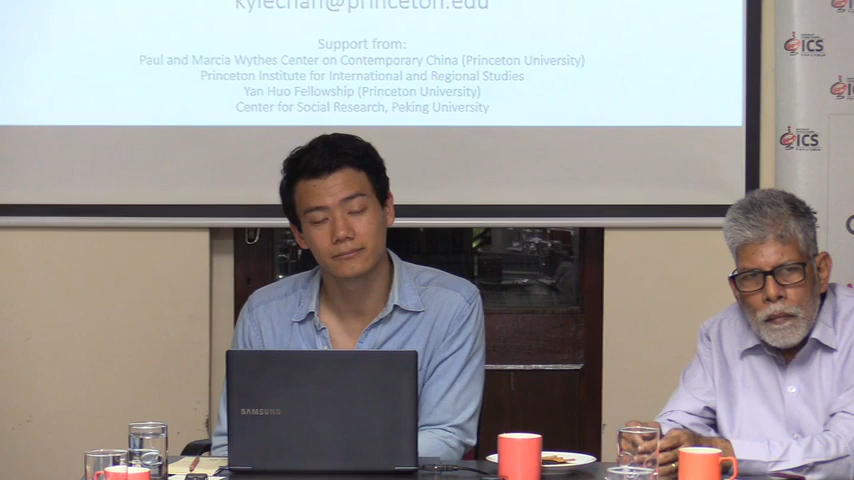 kylechan@princeton.edu
Support from:
Paul and Marcia Wythes Center on Contemporary China (Princeton University)
Princeton Institute for International and Regional Studies
Yan Huo Fellowship (Princeton University)
Center for Social Research, Peking University
ICS
ICS
ICS
SAMSUNG